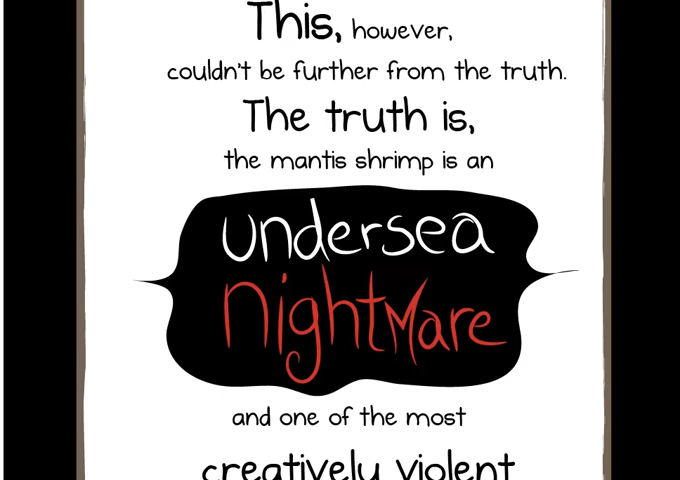 This, however,
couldn't be further from the truth.
The truth is,
the mantis shrimp is an
undersea
nightmare
and one of the most
creatively violent